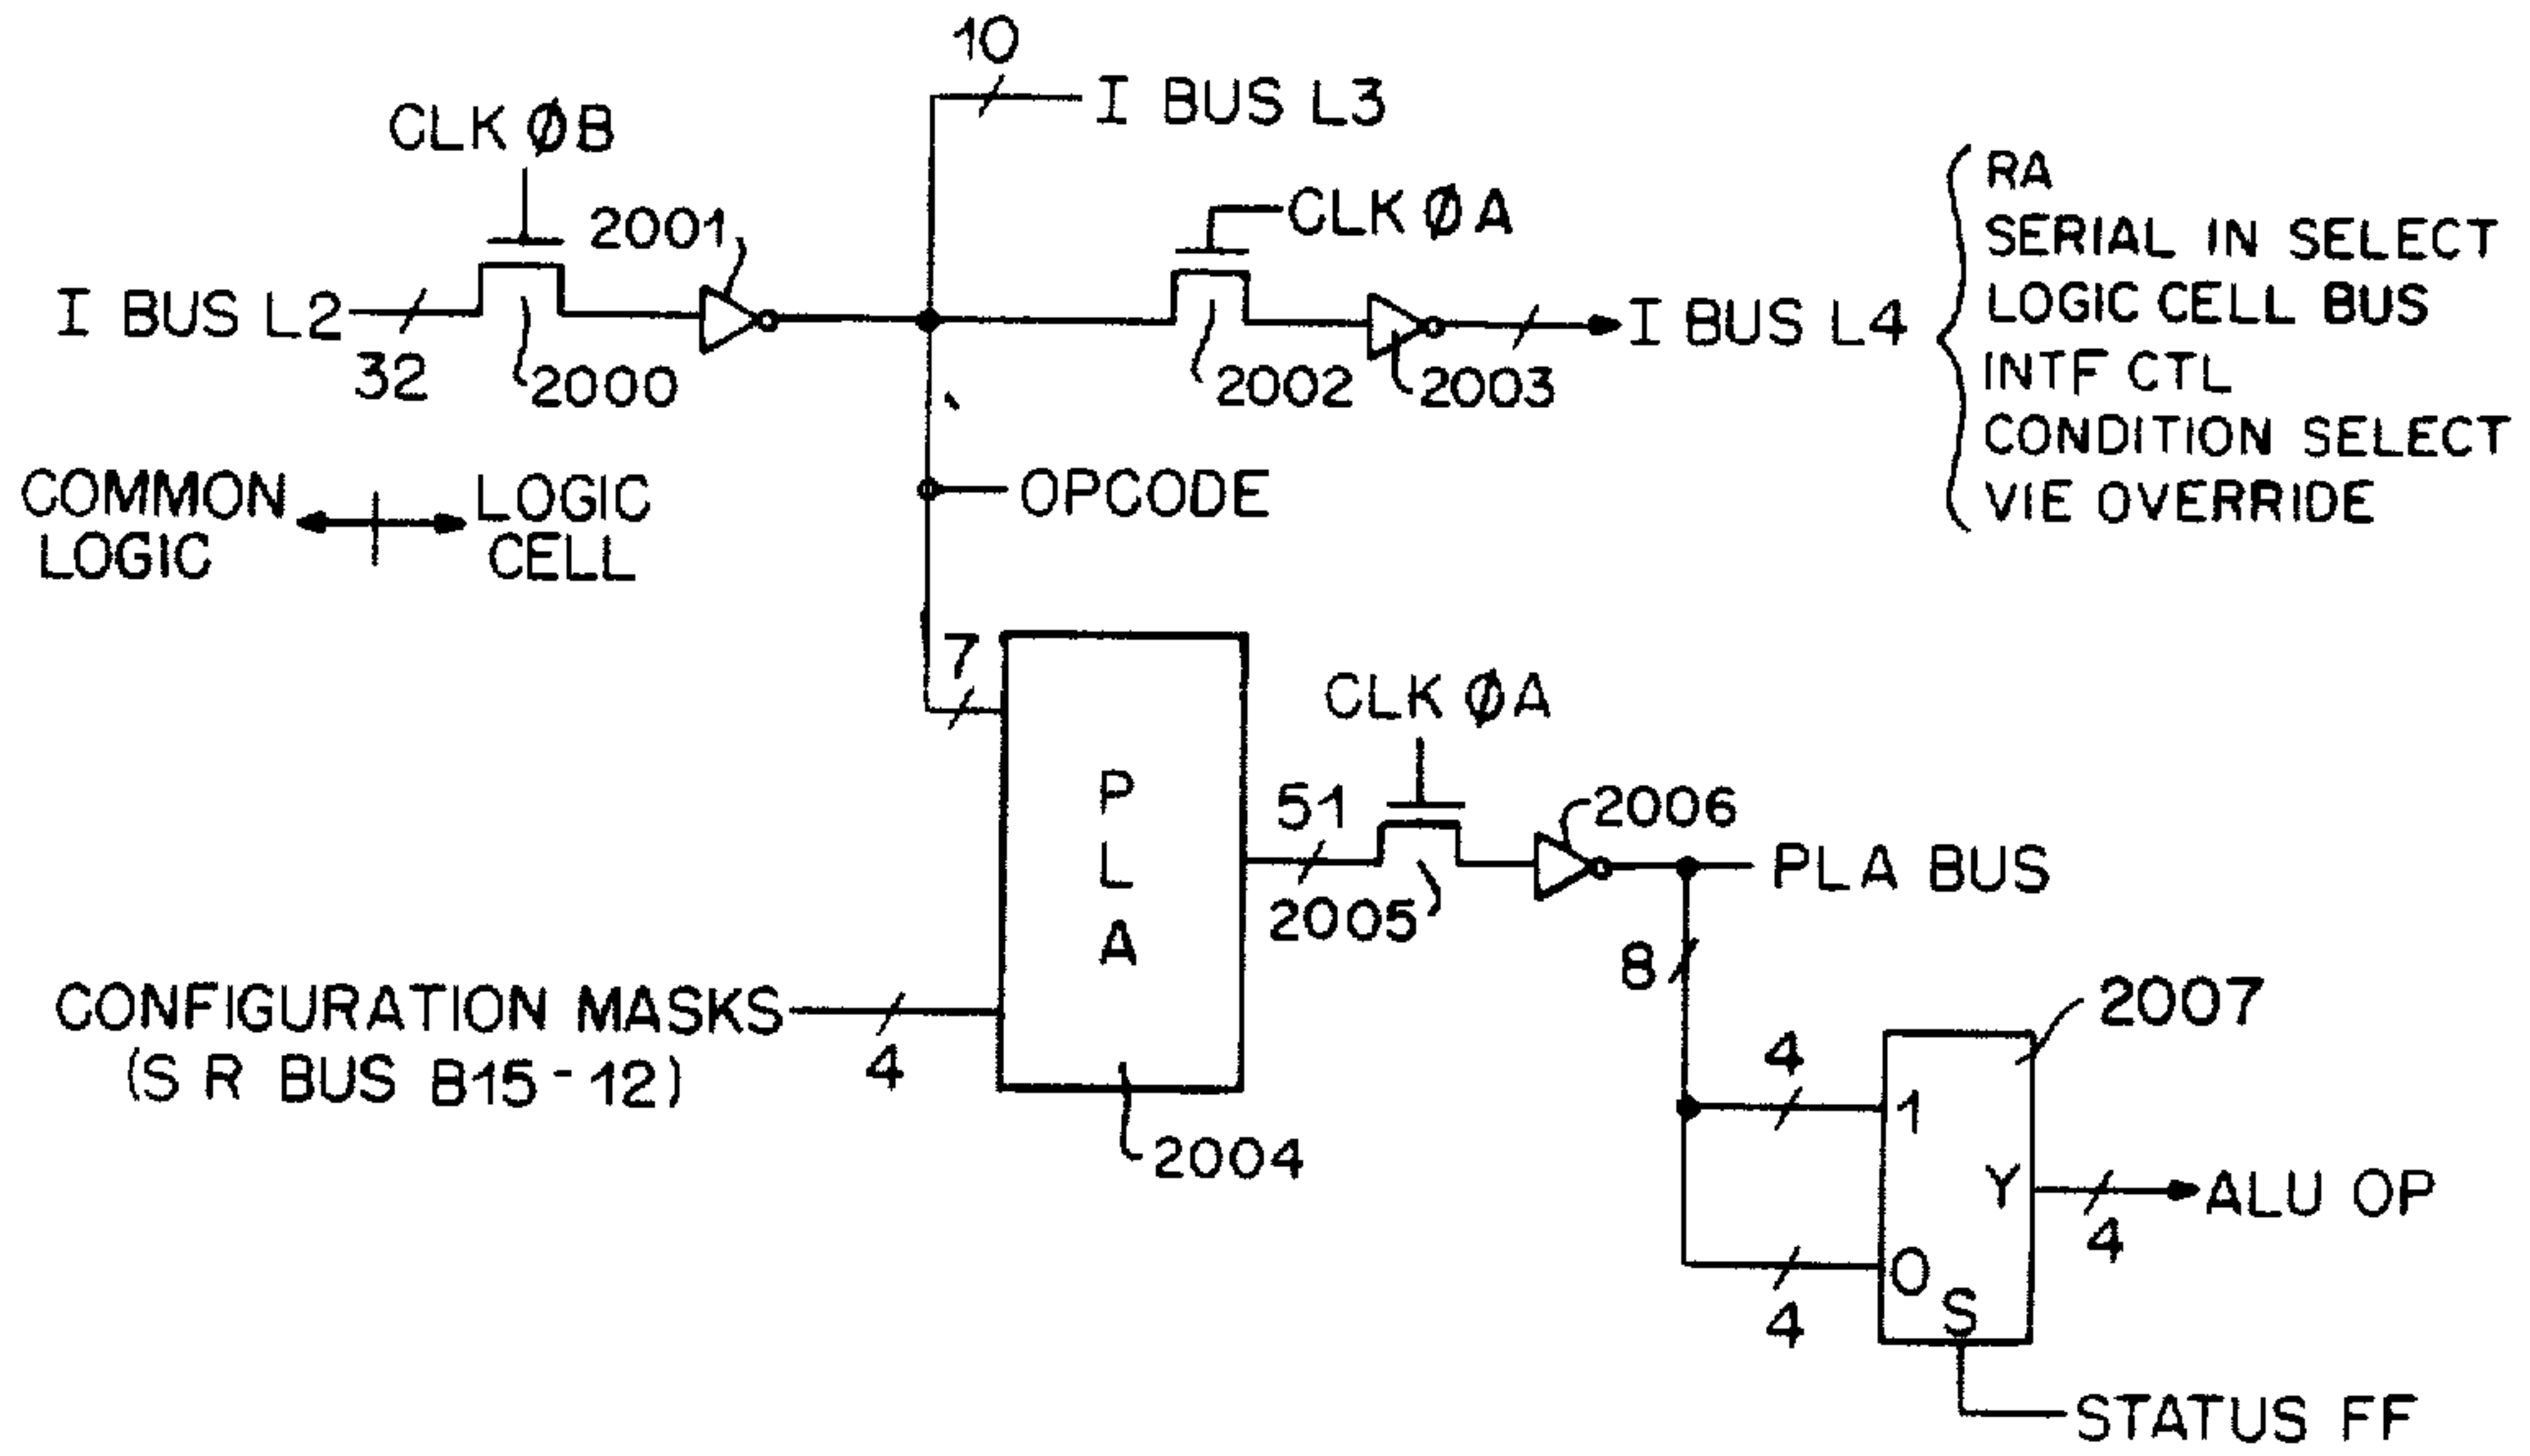 10
I BUS L3
CLK ØB
CLK ØA
2001
I BUS L2
32
2000
2002
2003
I BUS L4
RA
SERIAL IN SELECT
LOGIC CELL BUS
INTF CTL
CONDITION SELECT
VIE OVERRIDE
COMMON
LOGIC
LOGIC
CELL
OPCODE
7
PLA
CLK ØA
51
2005
2006
PLA BUS
8
CONFIGURATION MASKS
(S R BUS B15-12)
4
2004
2007
4
1
Y
ALU OP
4
0
4
S
STATUS FF